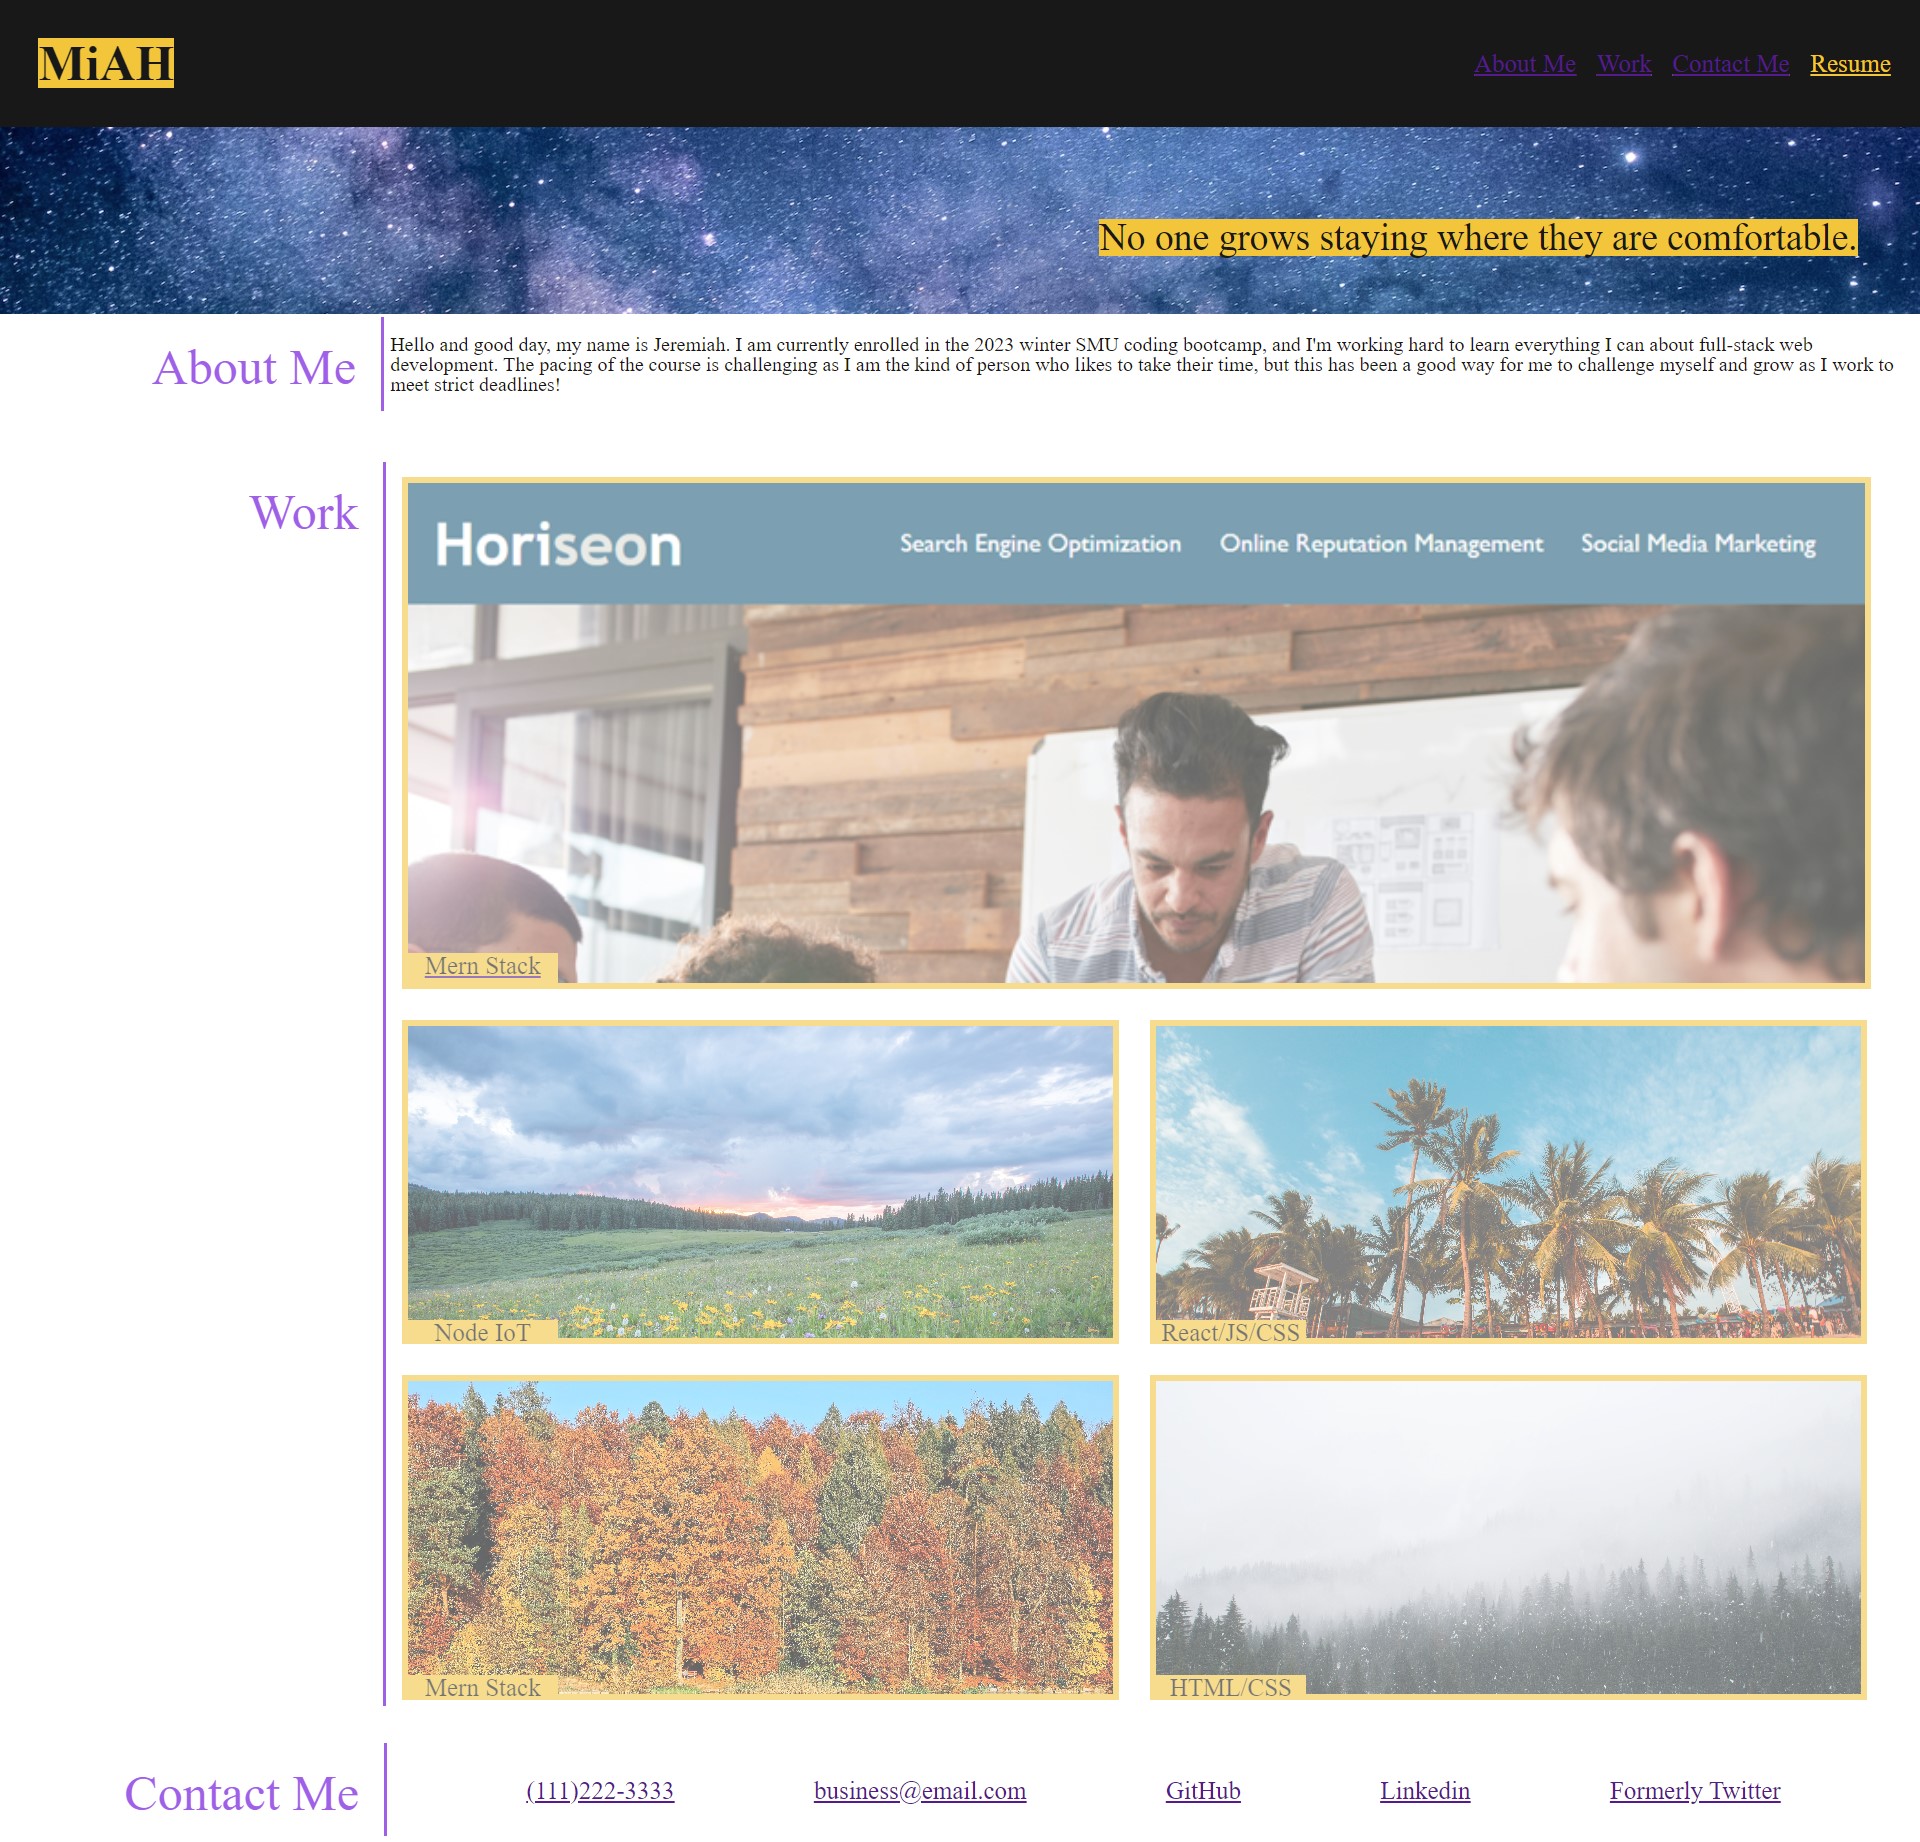 MiAH
About Me Work Contact Me Resume
No one grows staying where they are comfortable.
About Me
Hello and good day, my name is Jeremiah. I am currently enrolled in the 2023 winter SMU coding bootcamp, and I'm working hard to learn everything I can about full-stack web
development. The pacing of the course is challenging as I am the kind of person who likes to take their time, but this has been a good way for me to challenge myself and grow as I work to
meet strict deadlines!
Work
Horiseon
Search Engine Optimization Online Reputation Management Social Media Marketing
Mern Stack
Node IoT
React/JS/CSS
Mern Stack
HTML/CSS
Contact Me
(111)222-3333 business@email.com GitHub Linkedin Formerly Twitter